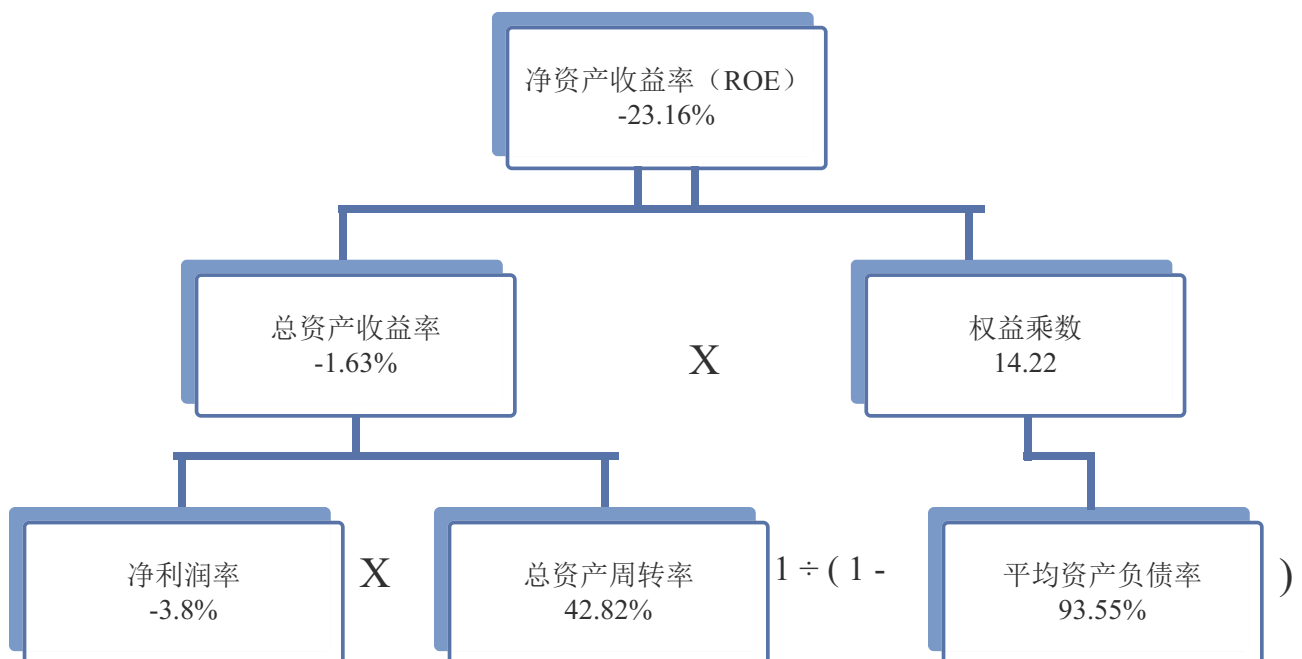 净资产收益率（ROE）
-23.16%
总资产收益率
-1.63%
X
权益乘数
14.22
净利润率
-3.8%
X
总资产周转率
42.82%
1 ÷ ( 1 -
平均资产负债率
93.55%
)